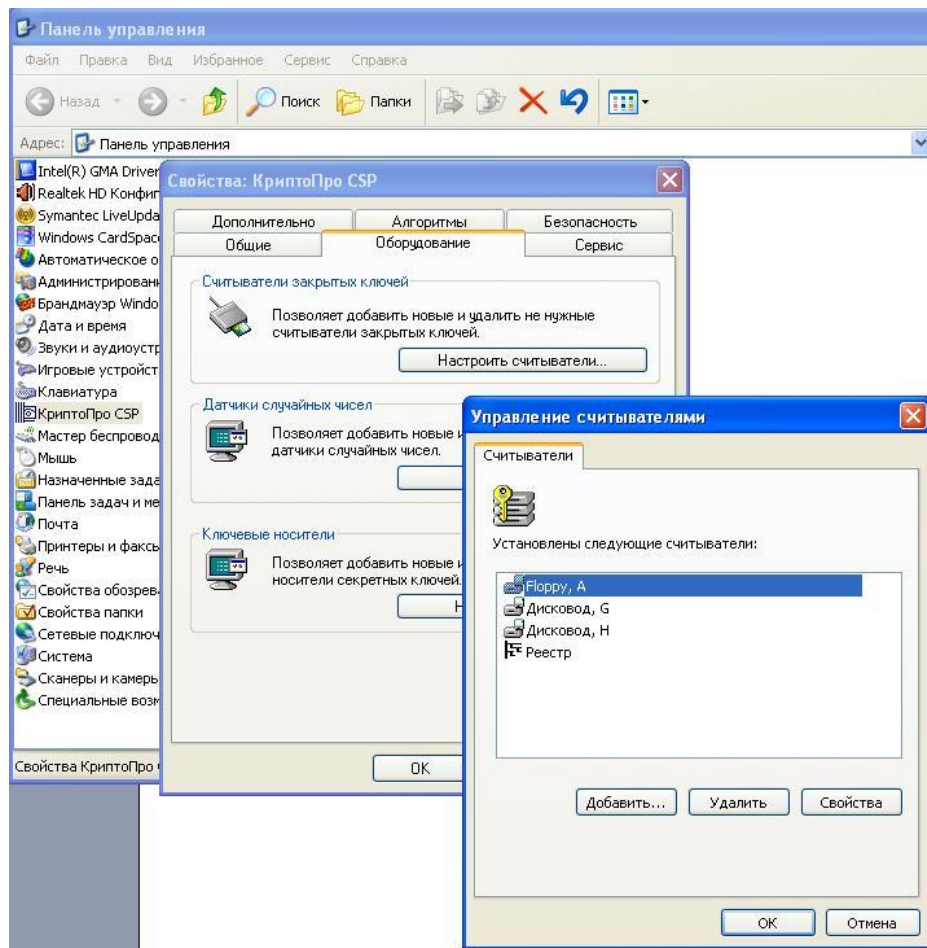 Панель управления
Файл Правка Вид Избранное Сервис Справка
Назад Поиск Папки
Адрес: Панель управления
Intel(R) GMA Driver
Realtek HD Конфиг
Symantec LiveUpda
Windows CardSpac
Автоматическое о
Администрирован
Брандмауэр Windo
Дата и время
Звуки и аудиоустр
Игровые устройст
Клавиатура
КриптоПро CSP
Мастер беспровод
Мышь
Назначенные зада
Панель задач и ме
Почта
Принтеры и факсы
Речь
Свойства обозрев
Свойства папки
Сетевые подключ
Система
Сканеры и камеры
Специальные возм
Свойства КриптоПро
Свойства: КриптоПро CSP
Дополнительно Алгоритмы Безопасность
Общие Оборудование Сервис
Считыватели закрытых ключей
Позволяет добавить новые и удалить не нужные
считыватели закрытых ключей.
Настроить считыватели...
Датчики случайных чисел
Позволяет добавить новые и
датчики случайных чисел.
Ключевые носители
Позволяет добавить новые и
носители секретных ключей.
Н
ОК
Управление считывателями
Считыватели
Установлены следующие считыватели:
Floppy, A
Дисковод, G
Дисковод, H
Реестр
Добавить... Удалить Свойства
ОК Отмена